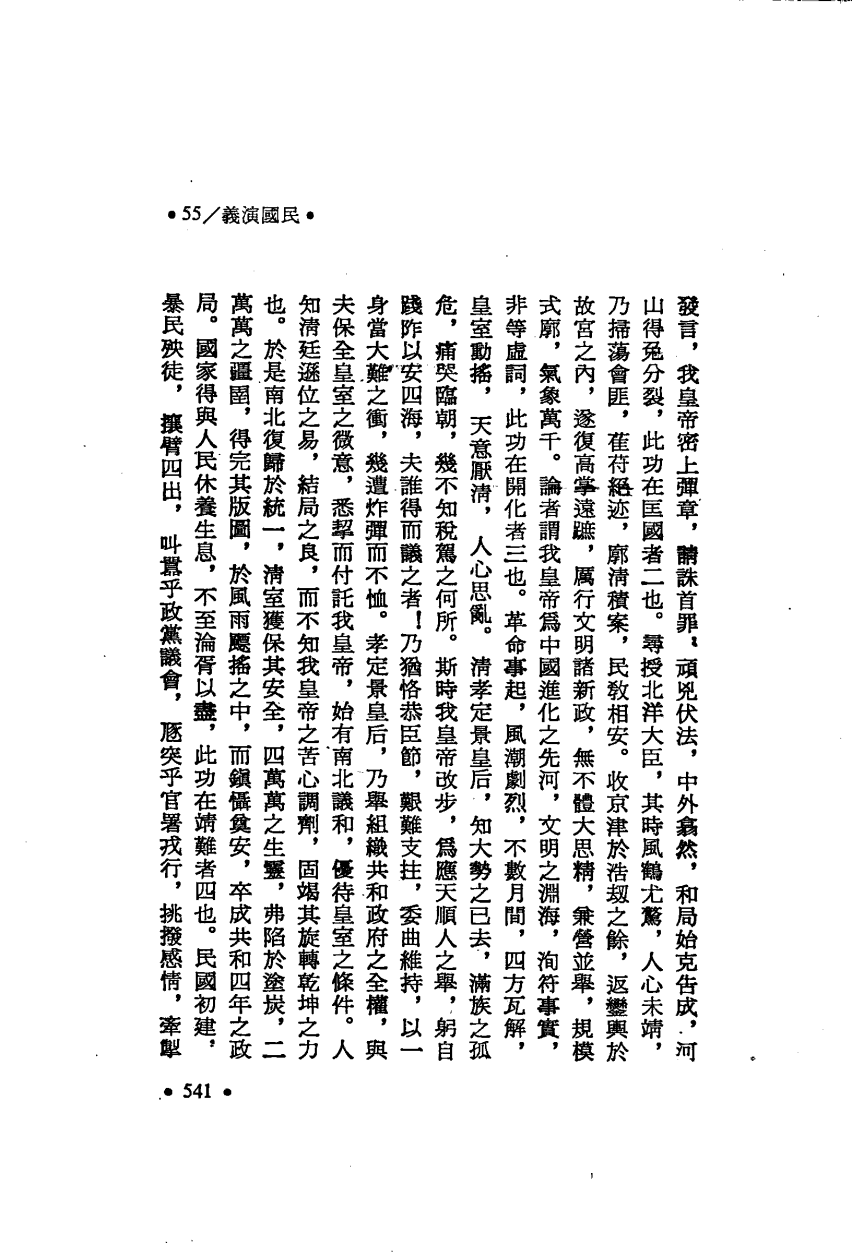 •55／義演國民•
發言，我皇帝密上彈章，請誅首罪，頑兇伏法，中外翕然，和局始克告成，河
山得免分裂，此功在匡國者二也。尋授北洋大臣，其時風鶴尤驚，人心未靖，
乃掃蕩會匪，萑苻絕迹，廓清積案，民教相安。收京津於浩刼之餘，返鑾輿於
故宮之內，遂復高掌遠蹠，厲行文明諸新政，無不體大思精，兼營並舉，規模
式廓，氣象萬千。論者謂我皇帝爲中國進化之先河，文明之淵海，洵符事實，
非等虛詞，此功在開化者三也。革命事起，風潮劇烈，不數月間，四方瓦解，
皇室動搖，天意厭清，人心思亂。清孝定景皇后，知大勢之已去，滿族之孤
危，痛哭臨朝，幾不知稅駕之何所。斯時我皇帝改步，爲應天順人之舉，躬自
踐阼以安四海，夫誰得而議之者！乃猶恪恭臣節，艱難支拄，委曲維持，以一
身當大難之衝，幾遭炸彈而不恤。孝定景皇后，乃舉組織共和政府之全權，與
夫保全皇室之微意，悉挈而付託我皇帝，始有南北議和，優待皇室之條件。人
知清廷遜位之易，結局之良，而不知我皇帝之苦心調劑，固竭其旋轉乾坤之力
也。於是南北復歸於統一，清室獲保其安全，四萬萬之生靈，弗陷於塗炭，二
萬萬之疆圉，得完其版圖，於風雨飄搖之中，而鎭懾奠安，卒成共和四年之政
局。國家得與人民休養生息，不至淪胥以盡，此功在靖難者四也。民國初建，
暴民殃徒，攘臂四出，叫囂乎政黨議會，隳突乎官署戎行，挑撥感情，牽掣
•541•